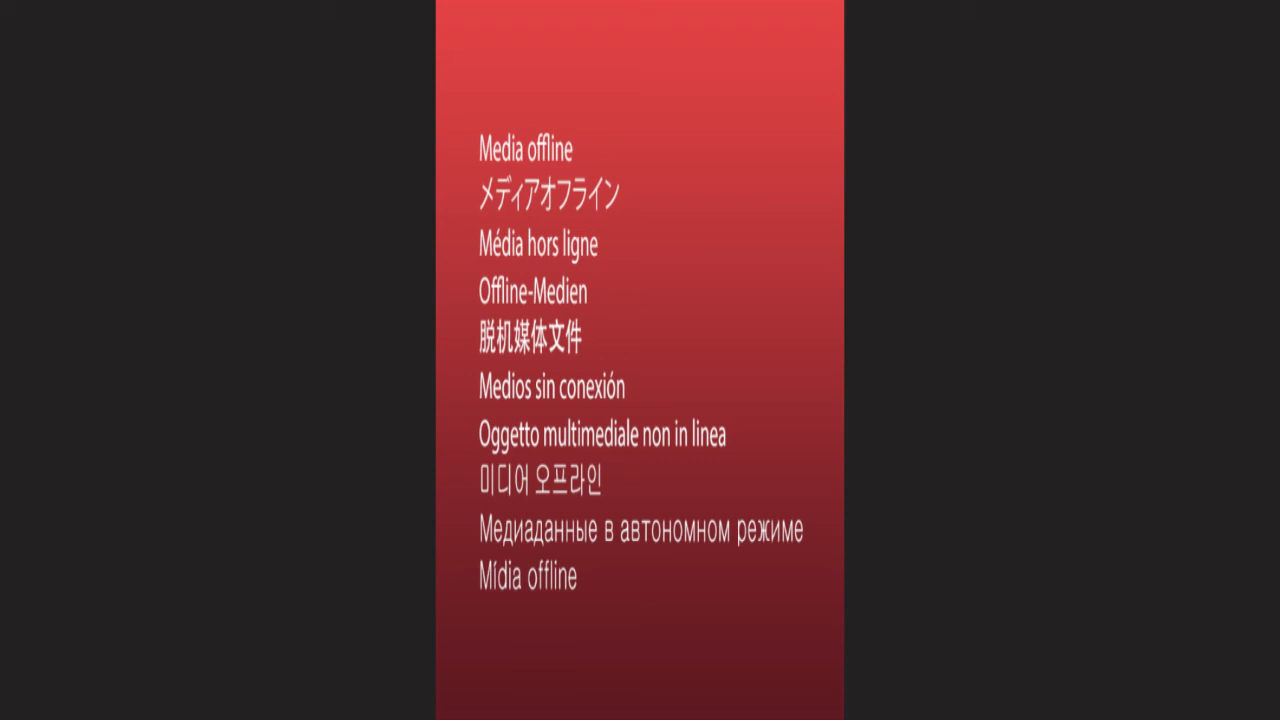 Media offline
メディアオフライン
Média hors ligne
Offline-Medien
脱机媒体文件
Medios sin conexión
Oggetto multimediale non in linea
미디어 오프라인
Медиаданные в автономном режиме
Mídia offline